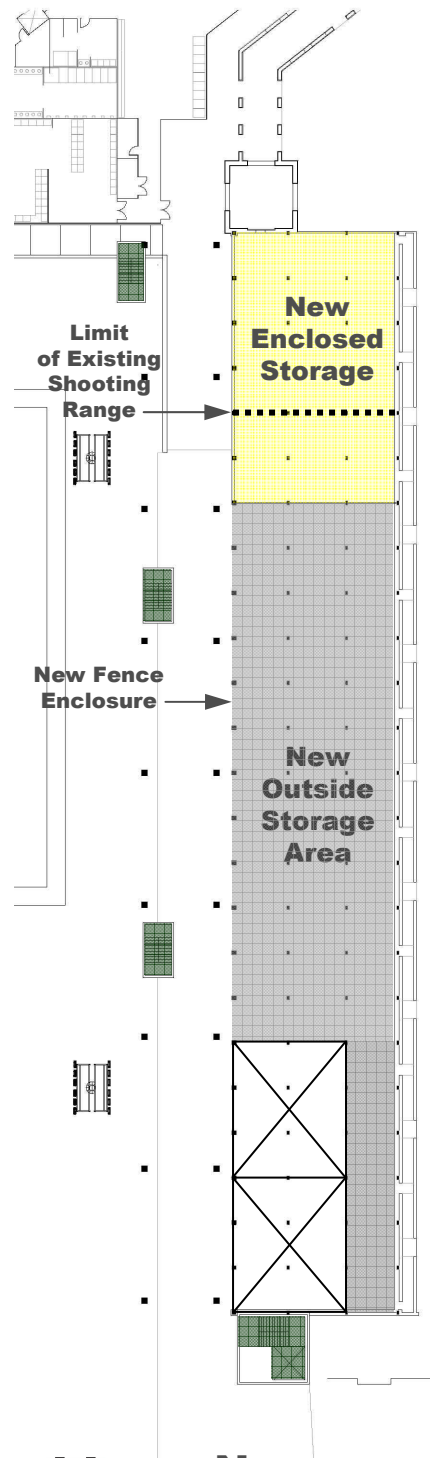 New
Enclosed
Storage
Limit
of Existing
Shooting
Range
New Fence
Enclosure
New
Outside
Storage
Area